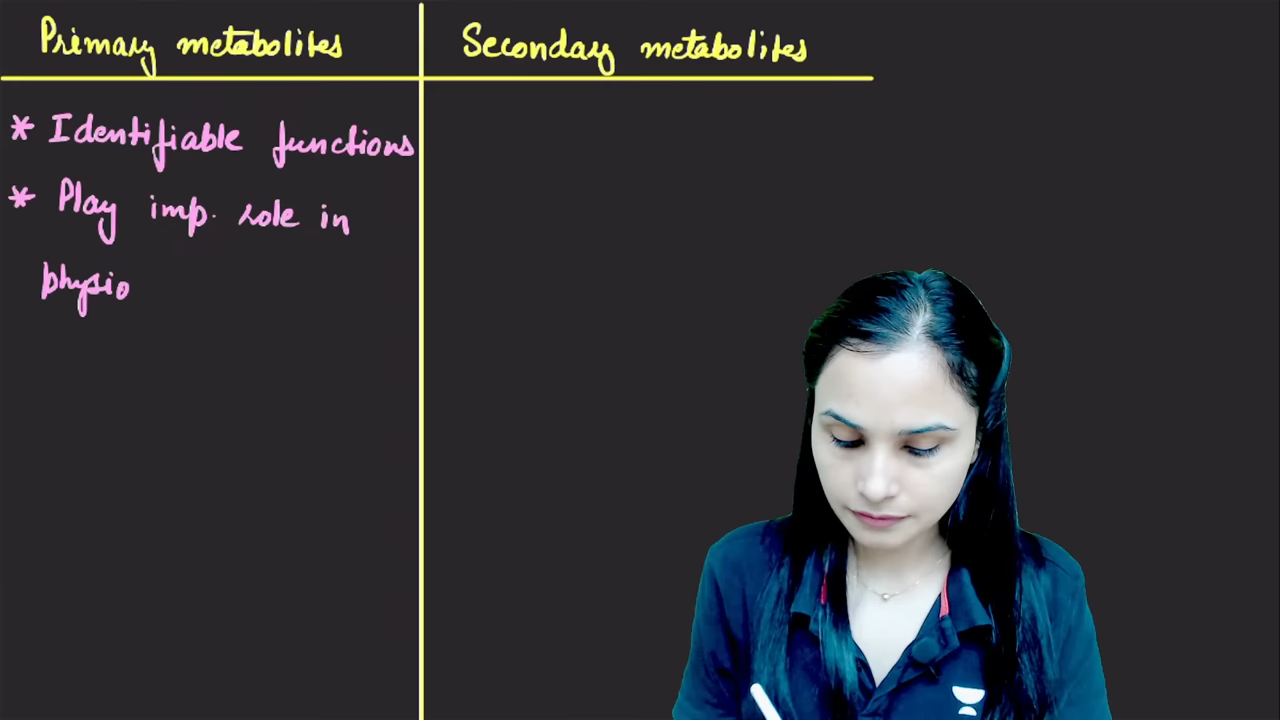 Primary metabolites
Secondary metabolites
* Identifiable functions
* Play imp. role in
physio